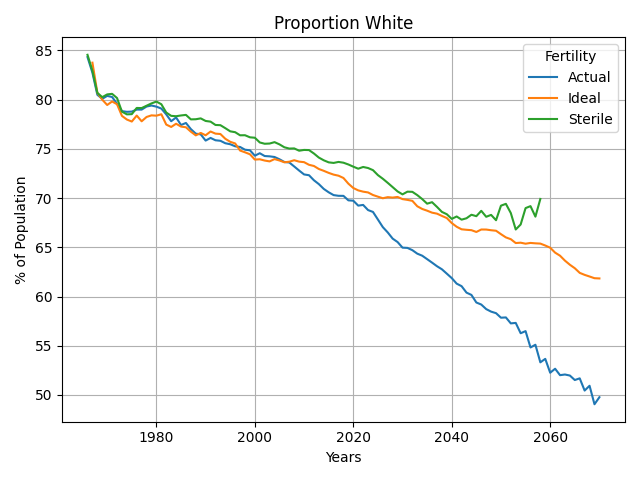 Proportion White
% of Population
85
80
75
70
65
60
55
50
Fertility
Actual
Ideal
Sterile
1980 2000 2020 2040 2060
Years